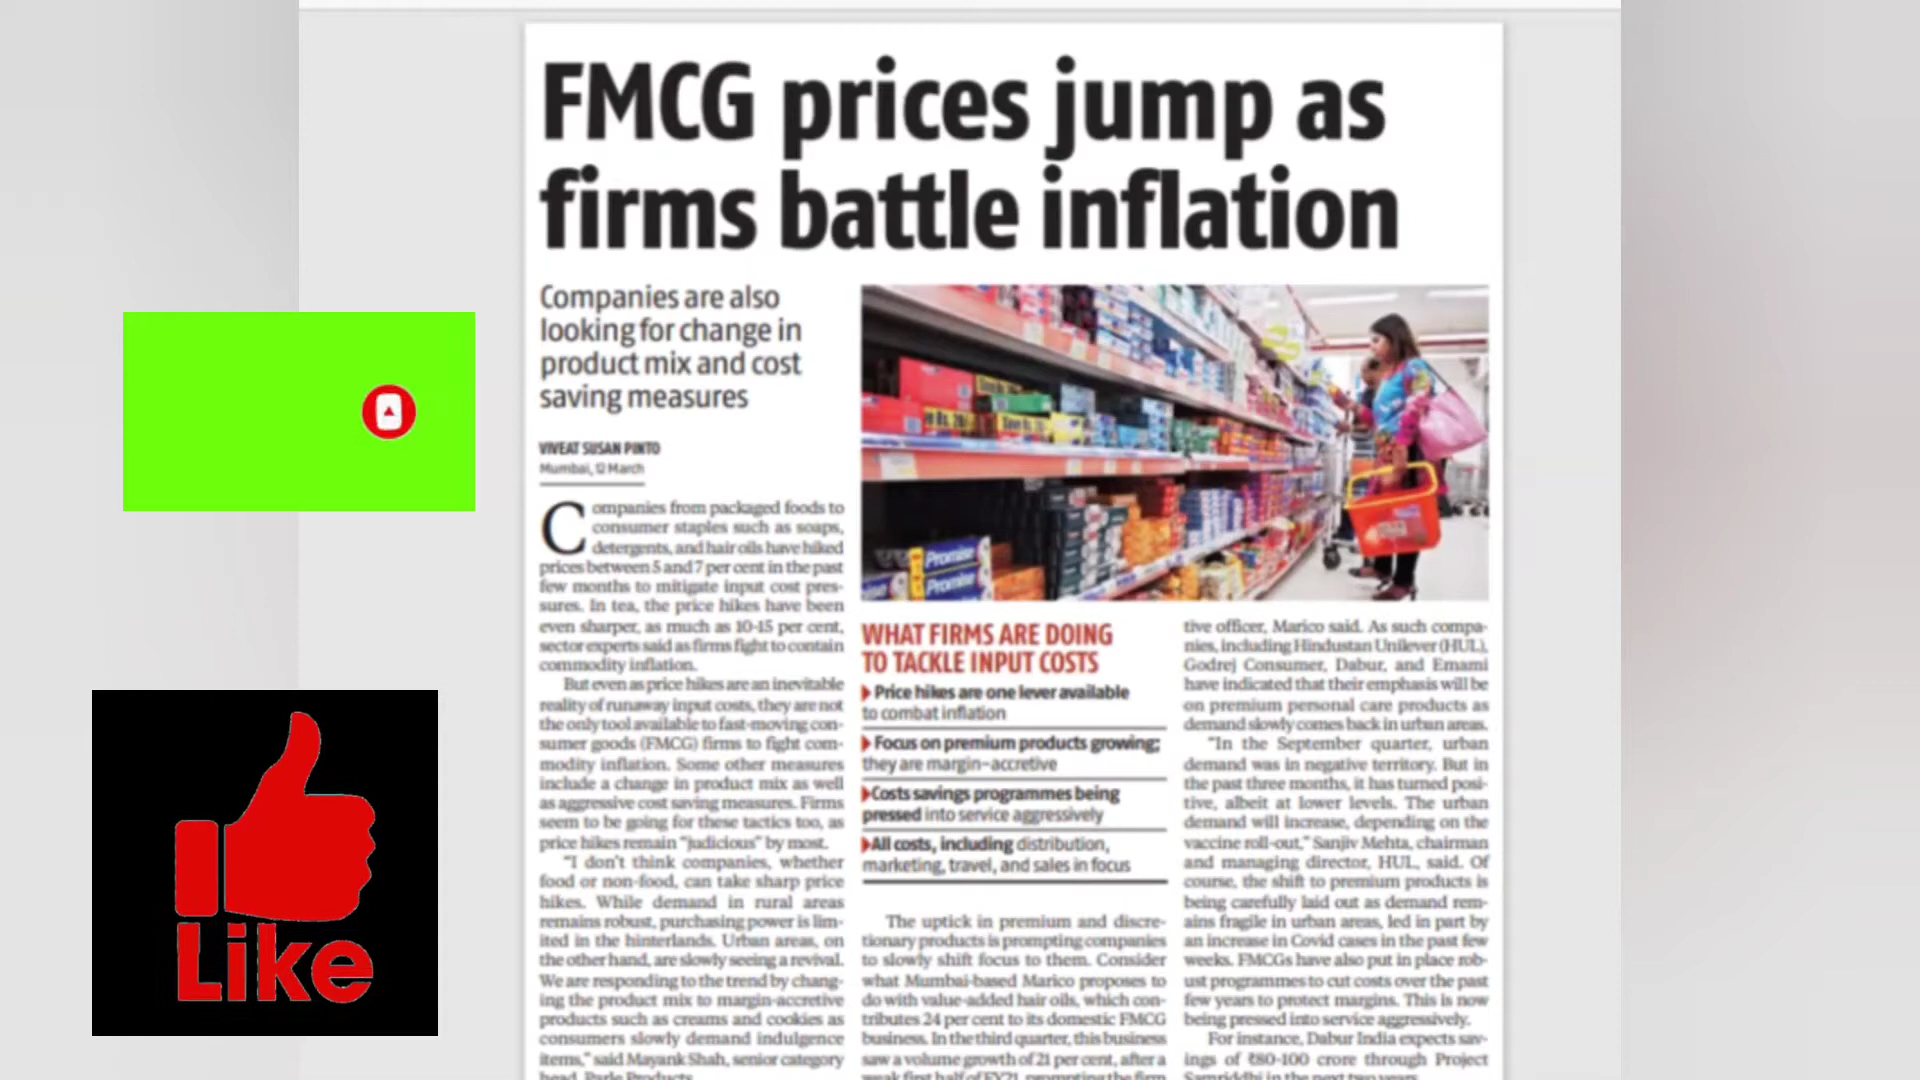 FMCG prices jump as
firms battle inflation
Companies are also
looking for change in
product mix and cost
saving measures
VIVEAT SUSAN PINTO
Mumbai, 12 March
Companies from packaged foods to
consumer staples such as soaps,
detergents, and hair oils have hiked
prices between 5 and 7 per cent in the past
few months to mitigate input cost pres-
sures. In tea, the price hikes have been
even sharper, as much as 10-15 per cent,
sector experts said as firms fight to contain
commodity inflation.
But even as price hikes are an inevitable
reality of runaway input costs, they are not
the only tool available to fast-moving con-
sumer goods (FMCG) firms to fight com-
modity inflation. Some other measures
include a change in product mix as well
as aggressive cost saving measures. Firms
seem to be going for these tactics too, as
price hikes remain "judicious" by most.
"I don't think companies, whether
food or non-food, can take sharp price
hikes. While demand in rural areas
remains robust, purchasing power is lim-
ited in the hinterlands. Urban areas, on
the other hand, are slowly seeing a revival.
We are responding to the trend by chang-
ing the product mix to margin-accretive
products such as creams and cookies as
consumers slowly demand indulgence
items," said Mayank Shah, senior category
head, Parle Products.
Promise
Promise
WHAT FIRMS ARE DOING
TO TACKLE INPUT COSTS
Price hikes are one lever available
to combat inflation
Focus on premium products growing;
they are margin-accretive
Costs savings programmes being
pressed into service aggressively
All costs, including distribution,
marketing, travel, and sales in focus
The uptick in premium and discre-
tionary products is prompting companies
to slowly shift focus to them. Consider
what Mumbai-based Marico proposes to
do with value-added hair oils, which con-
tributes 24 per cent to its domestic FMCG
business. In the third quarter, this business
saw a volume growth of 21 per cent, after a
weak first half of FY21, prompting the firm
tive officer, Marico said. As such compa-
nies, including Hindustan Unilever (HUL),
Godrej Consumer, Dabur, and Emami
have indicated that their emphasis will be
on premium personal care products as
demand slowly comes back in urban areas.
"In the September quarter, urban
demand was in negative territory. But in
the past three months, it has turned posi-
tive, albeit at lower levels. The urban
demand will increase, depending on the
vaccine roll-out," Sanjiv Mehta, chairman
and managing director, HUL, said. Of
course, the shift to premium products is
being carefully laid out as demand rem-
ains fragile in urban areas, led in part by
an increase in Covid cases in the past few
weeks. FMCGs have also put in place rob-
ust programmes to cut costs over the past
few years to protect margins. This is now
being pressed into service aggressively.
For instance, Dabur India expects sav-
ings of ₹80-100 crore through Project
Samriddhi in the next two years.
Like